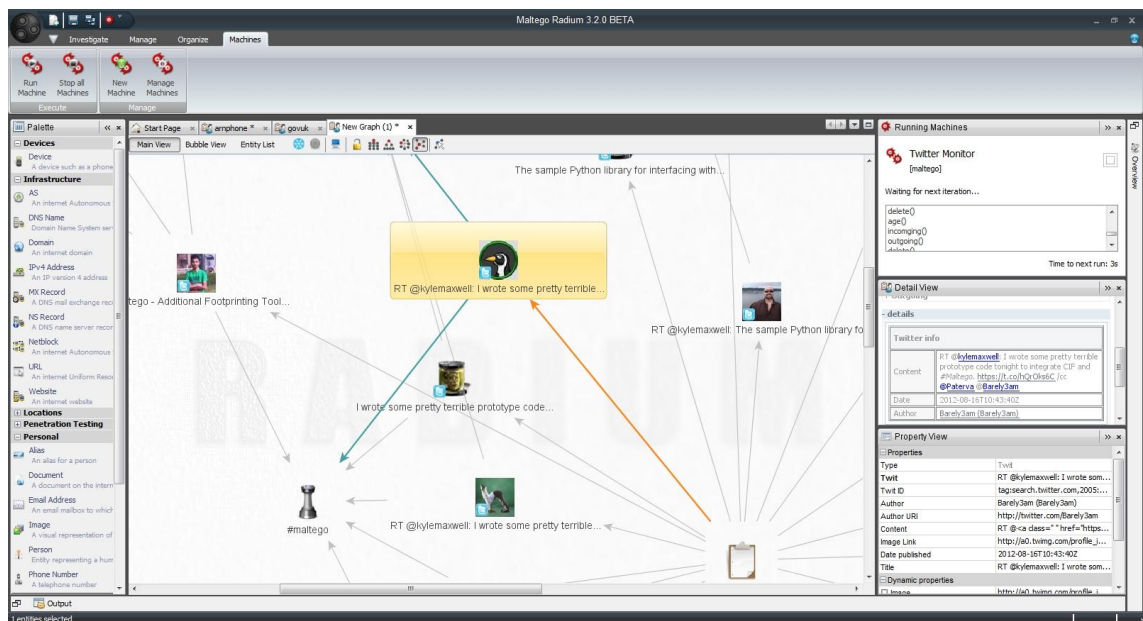 Maltego Radium 3.2.0 BETA
Investigate Manage Organize Machines
Run Machine
Stop all Machines
New Machine
Manage Machines
Execute
Manage
Palette
Devices
Device
A device such as a phone
Infrastructure
AS
An internet Autonomous
DNS Name
Domain Name System ser
Domain
An internet domain
IPv4 Address
An IP version 4 address
MX Record
A DNS mail exchange reco
NS Record
A DNS name server recor
Netblock
An internet Autonomous
URL
An internet Uniform Reso
Website
An internet website
Locations
Penetration Testing
Personal
Alias
An alias for a person
Document
A document on the intern
Email Address
An email mailbox to which
Image
A visual representation of
Person
Entity representing a hum
Phone Number
A telephone number
Start Page arnphone * govuk New Graph (1) *
Main View Bubble View Entity List
The sample Python library for interfacing with...
RT @kylemaxwell: I wrote some pretty terrible...
tego - Additional Footprinting Tool...
RT @kylemaxwell: The sample Python library fo
I wrote some pretty terrible prototype code...
RADIUM
#maltego
RT @kylemaxwell: I wrote some pretty terrible...
Running Machines
Twitter Monitor
[maltego]
Waiting for next iteration...
delete()
age()
incomging()
outgoing()
delete()
Time to next run: 3s
Overview
Detail View
Outgoing
- details
Twitter info
Content
RT @kylemaxwell: I wrote some pretty terrible
prototype code tonight to integrate CIF and
#Maltego. https://t.co/hQrOks6C /cc
@Paterva @Barely3am
Date 2012-08-16T10:43:40Z
Author Barely3am (Barely3am)
Property View
Properties
Type Twit
Twit RT @kylemaxwell: I wrote som...
Twit ID tag:search.twitter.com,2005:...
Author Barely3am (Barely3am)
Author URI http://twitter.com/Barely3am
Content RT @<a class=" " href="https...
Image Link http://a0.twimg.com/profile_i...
Date published 2012-08-16T10:43:40Z
Title RT @kylemaxwell: I wrote som...
Dynamic properties
Image http://a0.twimg.com/profile_i...
Output
1 entities selected